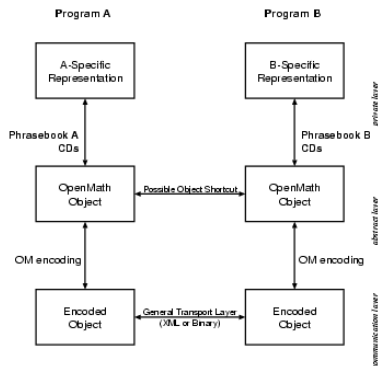 Program A
Program B
A-Specific
Representation
B-Specific
Representation
private layer
Phrasebook A
CDs
Phrasebook B
CDs
OpenMath
Object
Possible Object Shortcut
OpenMath
Object
abstract layer
OM encoding
OM encoding
Encoded
Object
General Transport Layer
(XML or Binary)
Encoded
Object
communication layer